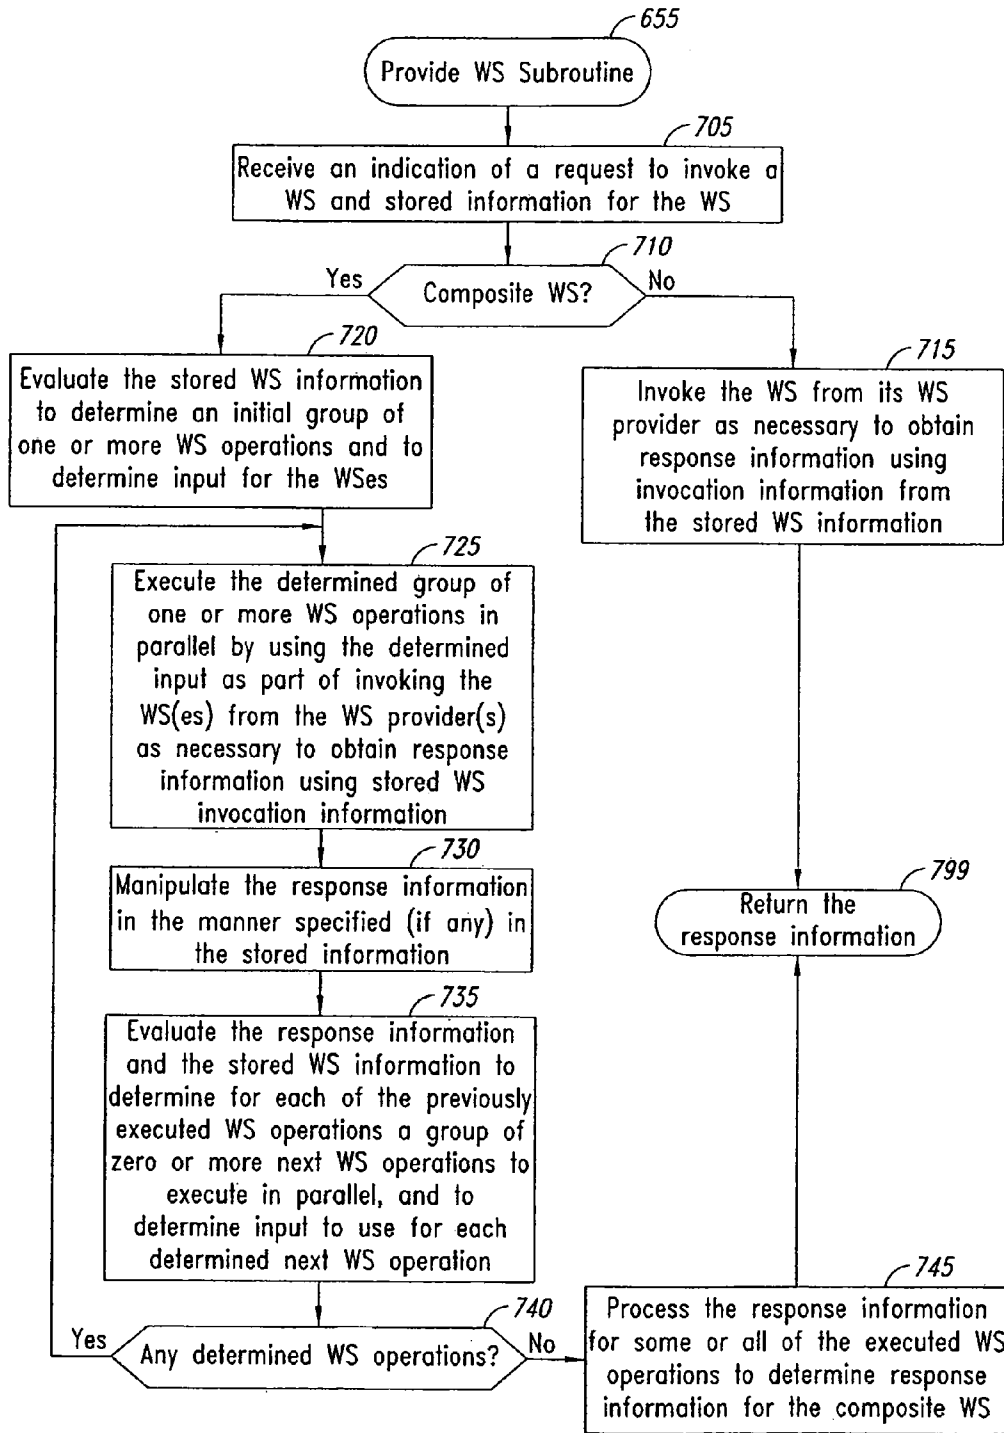 655
Provide WS Subroutine
705
Receive an indication of a request to invoke a
WS and stored information for the WS
710
Yes
Composite WS?
No
720
Evaluate the stored WS information
to determine an initial group of
one or more WS operations and to
determine input for the WSes
715
Invoke the WS from its WS
provider as necessary to obtain
response information using
invocation information from
the stored WS information
725
Execute the determined group of
one or more WS operations in
parallel by using the determined
input as part of invoking the
WS(es) from the WS provider(s)
as necessary to obtain response
information using stored WS
invocation information
730
Manipulate the response information
in the manner specified (if any) in
the stored information
799
Return the
response information
735
Evaluate the response information
and the stored WS information to
determine for each of the previously
executed WS operations a group of
zero or more next WS operations to
execute in parallel, and to
determine input to use for each
determined next WS operation
740
Yes
Any determined WS operations?
No
745
Process the response information
for some or all of the executed WS
operations to determine response
information for the composite WS